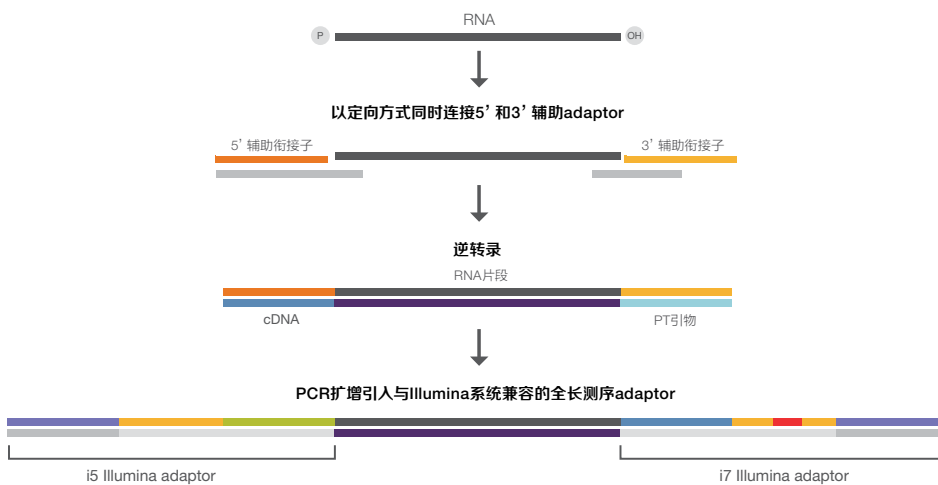 RNA
P
OH
以定向方式同时连接5’ 和3’ 辅助adaptor
5’ 辅助衔接子
3’ 辅助衔接子
逆转录
RNA片段
cDNA
PT引物
PCR扩增引入与Illumina系统兼容的全长测序adaptor
i5 Illumina adaptor
i7 Illumina adaptor